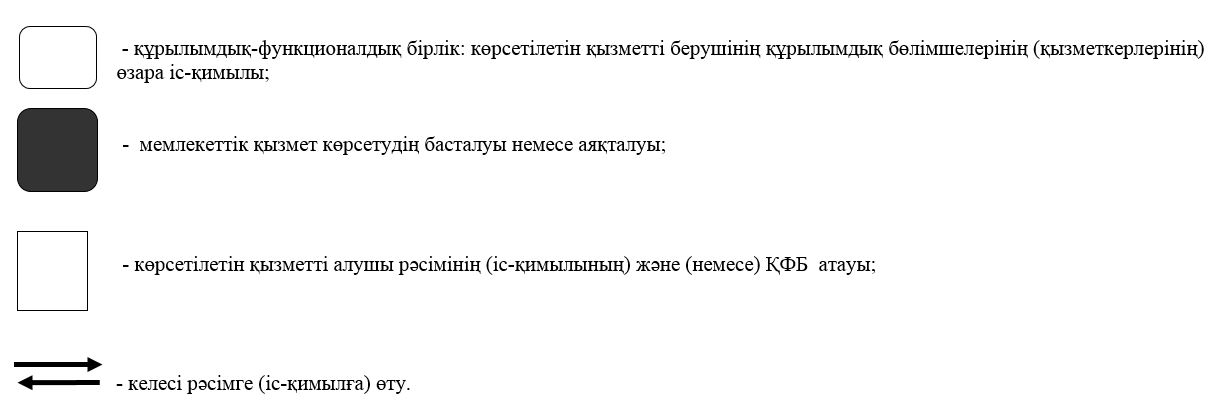 - құрылымдық-функционалдық бірлік: көрсетілетін қызметті берушінің құрылымдық бөлімшелерінің (қызметкерлерінің)
өзара іс-қимылы;
- мемлекеттік қызмет көрсетудің басталуы немесе аяқталуы;
- көрсетілетін қызметті алушы рәсімінің (іс-қимылының) және (немесе) ҚФБ атауы;
- келесі рәсімге (іс-қимылға) өту.